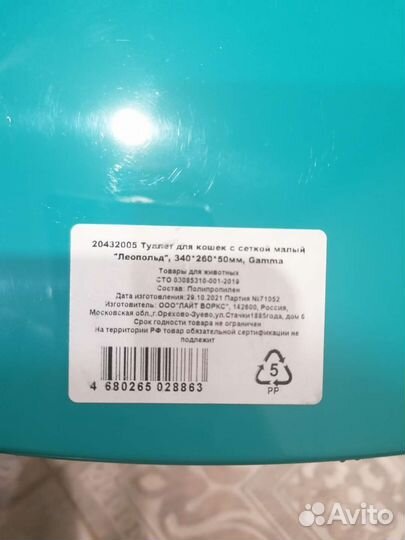 20432005 Туалет для кошек с сеткой малый
"Леопольд", 340*260*50мм, Gamma
Товары для животных
СТО 03085310-001-2019
Состав: Полипропилен
Дата изготовления:29.10.2021 Партия №71052
Изготовитель: ООО"ЛАЙТ ВОРКС", 142600, Россия,
Московская обл.,г.Орехово-Зуево,ул.Стачки1885года, дом 6
Срок годности товара не ограничен
На территории РФ товар обязательной сертификации не
подлежит
4 680265 028863
5
PP
Avito